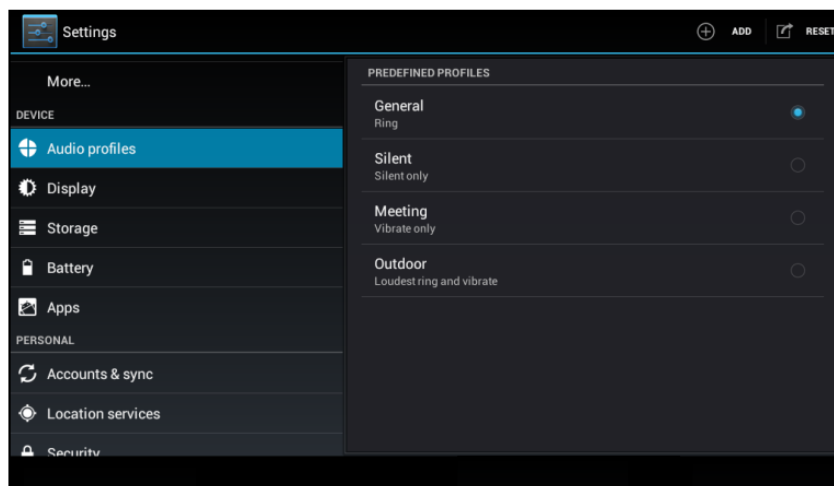 Settings
ADD
RESET
More...
DEVICE
Audio profiles
Display
Storage
Battery
Apps
PERSONAL
Accounts & sync
Location services
Security
PREDEFINED PROFILES
General
Ring
Silent
Silent only
Meeting
Vibrate only
Outdoor
Loudest ring and vibrate